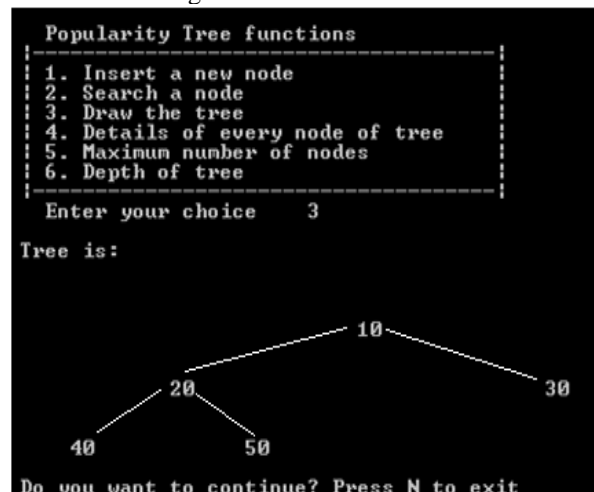 Popularity Tree functions
|--------------------------------------|
| 1. Insert a new node |
| 2. Search a node |
| 3. Draw the tree |
| 4. Details of every node of tree |
| 5. Maximum number of nodes |
| 6. Depth of tree |
|--------------------------------------|
Enter your choice 3
Tree is:
10
20 30
40 50
Do you want to continue? Press N to exit